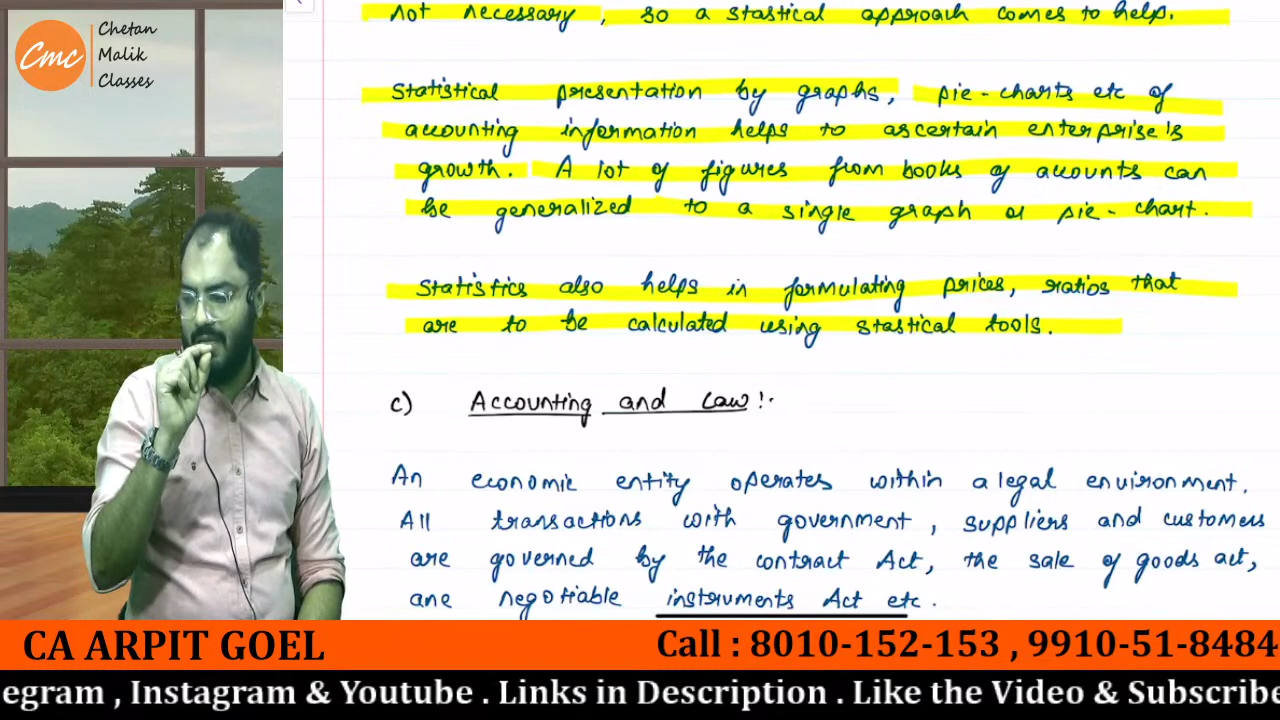 cmc
Chetan
Malik
Classes
not necessary, so a stastical approach comes to help.
Statistical presentation by graphs, pie-charts etc of
accounting information helps to ascertain enterprise's
growth. A lot of figures from books of accounts can
be generalized to a single graph or pie-chart.
Statistics also helps in formulating prices, ratios that
are to be calculated using stastical tools.
c) Accounting and Law :-
An economic entity operates within a legal environment.
All transactions with government, suppliers and customers
are governed by the contract Act, the sale of goods act,
ane negotiable instruments Act etc.
CA ARPIT GOEL
Call : 8010-152-153 , 9910-51-8484
egram , Instagram & Youtube . Links in Description . Like the Video & Subscribe